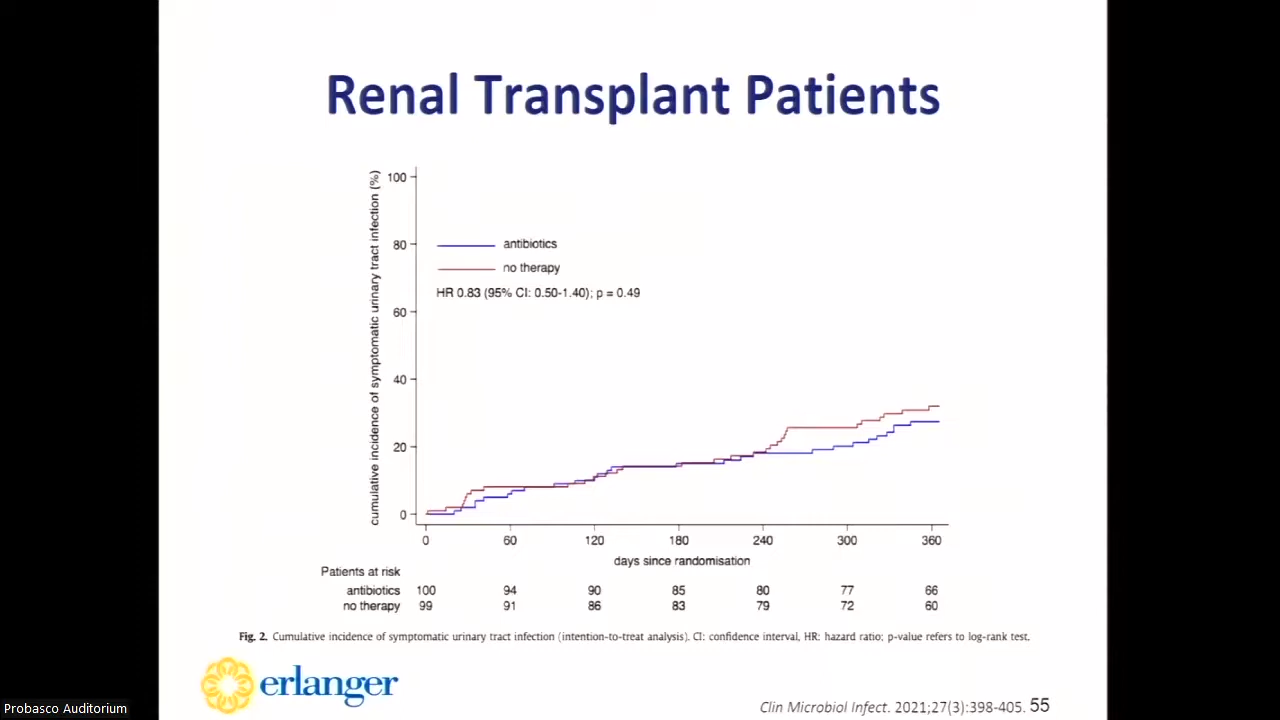 Renal Transplant Patients
cumulative incidence of symptomatic urinary tract infection (%)
100
80
60
40
20
0
antibiotics
no therapy
HR 0.83 (95% CI: 0.50-1.40); p = 0.49
0 60 120 180 240 300 360
days since randomisation
Patients at risk
antibiotics 100 94 90 85 80 77 66
no therapy 99 91 86 83 79 72 60
Fig. 2. Cumulative incidence of symptomatic urinary tract infection (intention-to-treat analysis). CI: confidence interval, HR: hazard ratio; p-value refers to log-rank test.
erlanger
Clin Microbiol Infect. 2021;27(3):398-405. 55
Probasco Auditorium